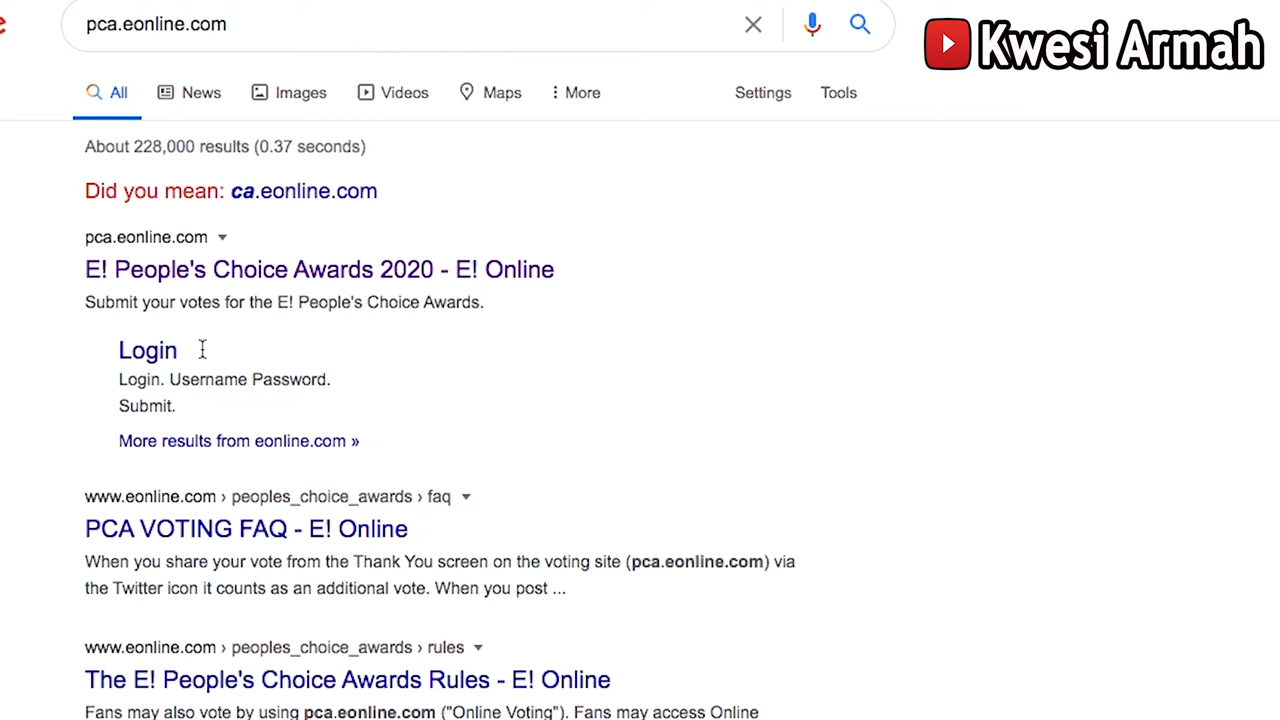 pca.eonline.com
Kwesi Armah
All News Images Videos Maps More Settings Tools
About 228,000 results (0.37 seconds)
Did you mean: ca.eonline.com
pca.eonline.com
E! People's Choice Awards 2020 - E! Online
Submit your votes for the E! People's Choice Awards.
Login
Login. Username Password.
Submit.
More results from eonline.com »
www.eonline.com › peoples_choice_awards › faq
PCA VOTING FAQ - E! Online
When you share your vote from the Thank You screen on the voting site (pca.eonline.com) via
the Twitter icon it counts as an additional vote. When you post ...
www.eonline.com › peoples_choice_awards › rules
The E! People's Choice Awards Rules - E! Online
Fans may also vote by using pca.eonline.com ("Online Voting"). Fans may access Online